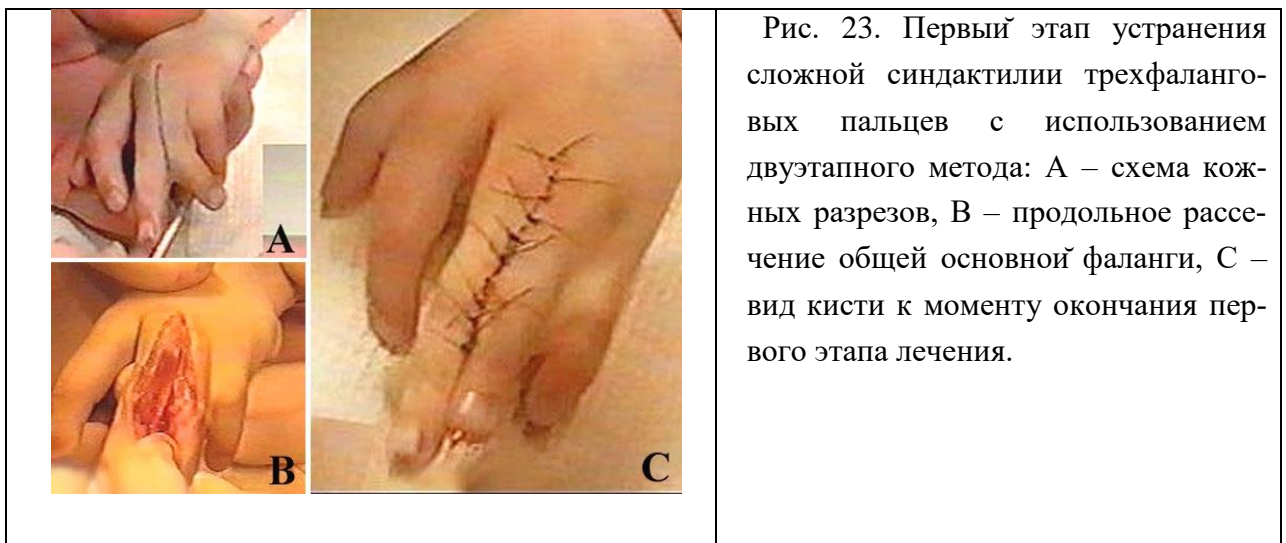 A
B
C
Рис. 23. Первый этап устранения
сложной синдактилии трехфаланго-
вых пальцев с использованием
двуэтапного метода: А – схема кож-
ных разрезов, В – продольное рассе-
чение общей основной фаланги, С –
вид кисти к моменту окончания пер-
вого этапа лечения.